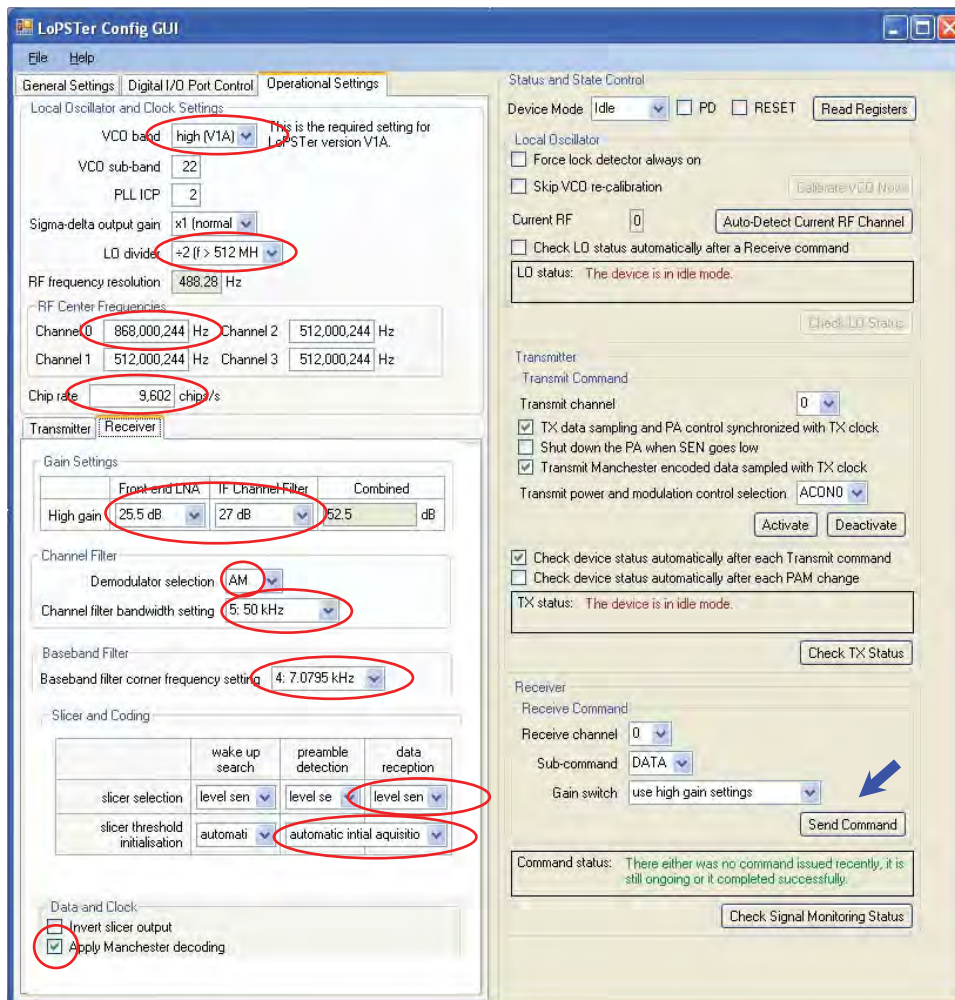 LoPSTer Config GUI
File Help
General Settings Digital I/O Port Control Operational Settings
Local Oscillator and Clock Settings
VCO band high (V1A) This is the required setting for
LoPSTer version V1A.
VCO sub-band 22
PLL ICP 2
Sigma-delta output gain x1 (normal
LO divider ÷2 (f > 512 MH
RF frequency resolution 488.28 Hz
RF Center Frequencies
Channel 0 868,000,244 Hz Channel 2 512,000,244 Hz
Channel 1 512,000,244 Hz Channel 3 512,000,244 Hz
Chip rate 9,602 chips/s
Transmitter Receiver
Gain Settings
Front end LNA IF Channel Filter Combined
High gain 25.5 dB 27 dB 52.5 dB
Channel Filter
Demodulator selection AM
Channel filter bandwidth setting 5: 50 kHz
Baseband Filter
Baseband filter corner frequency setting 4: 7.0795 kHz
Slicer and Coding
wake up search preamble detection data reception
slicer selection level sen level se level sen
slicer threshold initialisation automati automatic intial aquisitio
Data and Clock
Invert slicer output
Apply Manchester decoding
Status and State Control
Device Mode Idle PD RESET Read Registers
Local Oscillator
Force lock detector always on
Skip VCO re-calibration Calibrate VCO Now
Current RF 0 Auto-Detect Current RF Channel
Check LO status automatically after a Receive command
LO status: The device is in idle mode.
Check LO Status
Transmitter
Transmit Command
Transmit channel 0
TX data sampling and PA control synchronized with TX clock
Shut down the PA when SEN goes low
Transmit Manchester encoded data sampled with TX clock
Transmit power and modulation control selection ACON0
Activate Deactivate
Check device status automatically after each Transmit command
Check device status automatically after each PAM change
TX status: The device is in idle mode.
Check TX Status
Receiver
Receive Command
Receive channel 0
Sub-command DATA
Gain switch use high gain settings
Send Command
Command status: There either was no command issued recently, it is
still ongoing or it completed successfully.
Check Signal Monitoring Status